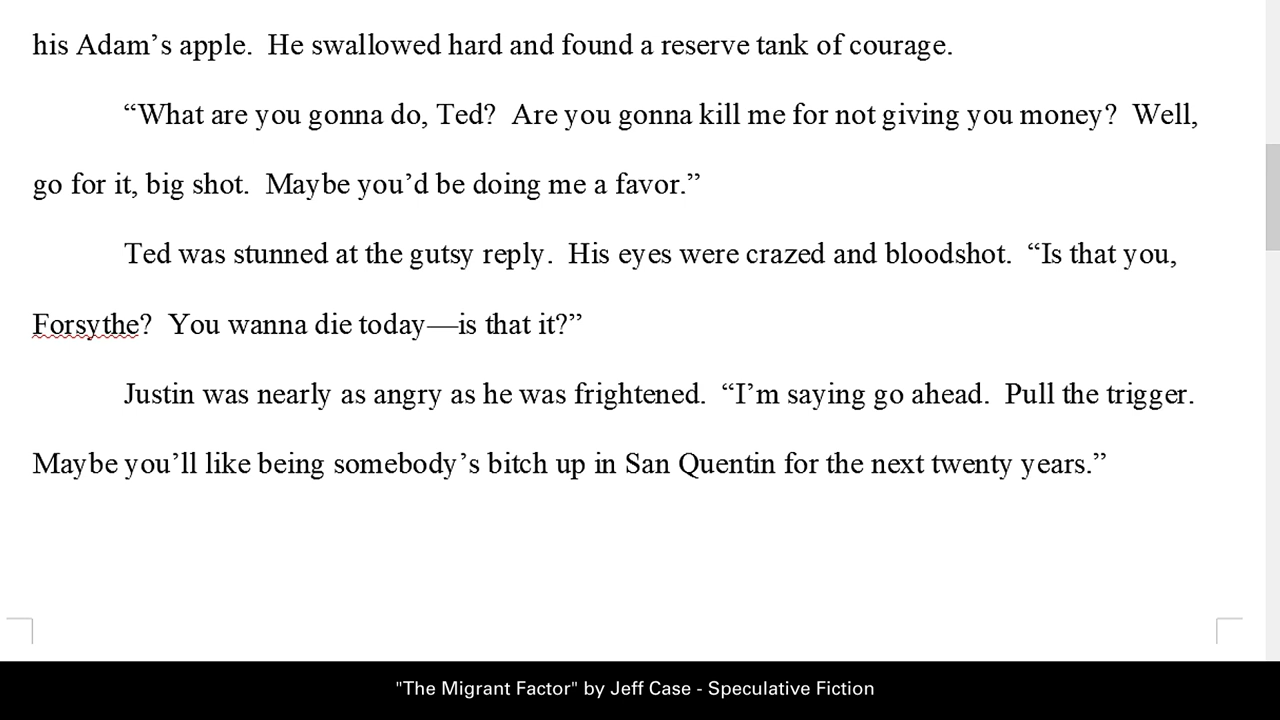 his Adam’s apple.  He swallowed hard and found a reserve tank of courage.
“What are you gonna do, Ted?  Are you gonna kill me for not giving you money?  Well,
go for it, big shot.  Maybe you’d be doing me a favor.”
Ted was stunned at the gutsy reply.  His eyes were crazed and bloodshot.  “Is that you,
Forsythe?  You wanna die today—is that it?”
Justin was nearly as angry as he was frightened.  “I’m saying go ahead.  Pull the trigger.
Maybe you’ll like being somebody’s bitch up in San Quentin for the next twenty years.”
"The Migrant Factor" by Jeff Case - Speculative Fiction